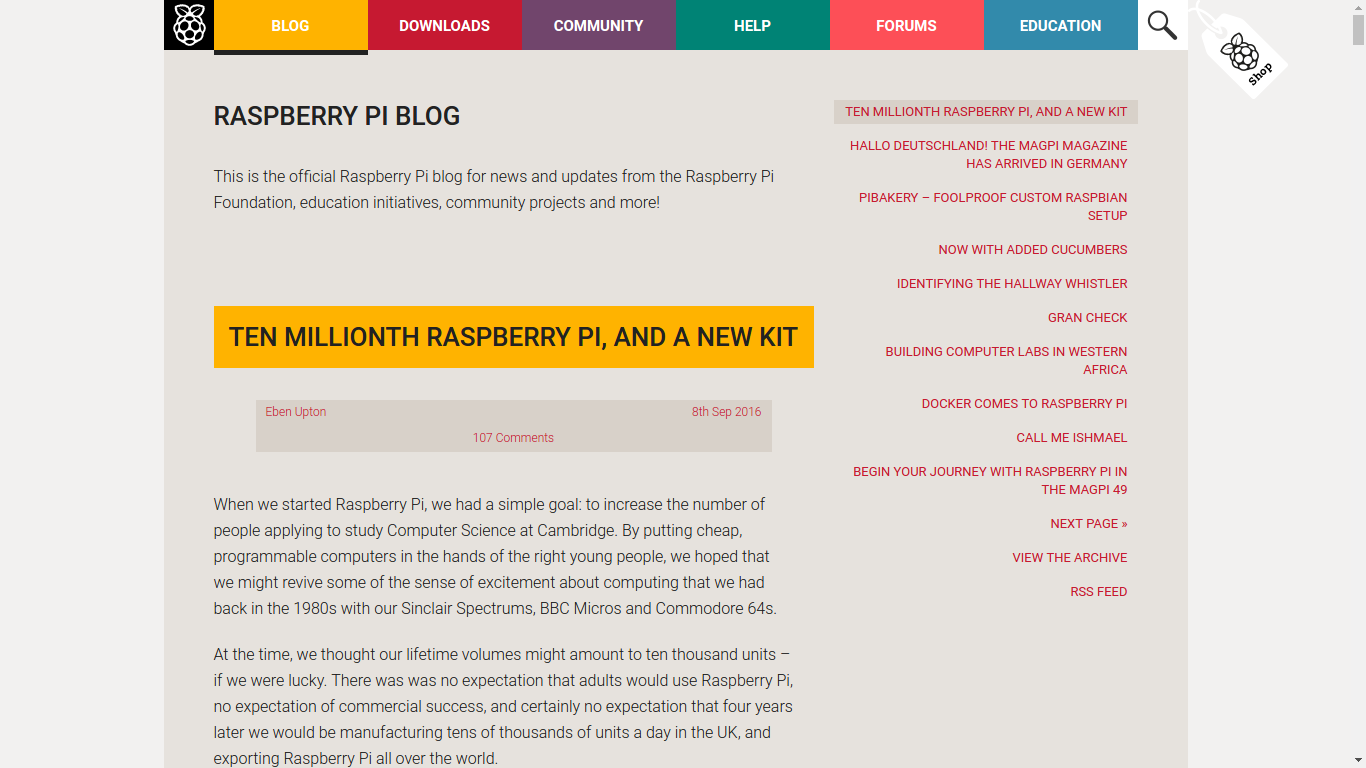 BLOG
DOWNLOADS
COMMUNITY
HELP
FORUMS
EDUCATION
Shop
RASPBERRY PI BLOG
This is the official Raspberry Pi blog for news and updates from the Raspberry Pi
Foundation, education initiatives, community projects and more!
TEN MILLIONTH RASPBERRY PI, AND A NEW KIT
Eben Upton
8th Sep 2016
107 Comments
When we started Raspberry Pi, we had a simple goal: to increase the number of
people applying to study Computer Science at Cambridge. By putting cheap,
programmable computers in the hands of the right young people, we hoped that
we might revive some of the sense of excitement about computing that we had
back in the 1980s with our Sinclair Spectrums, BBC Micros and Commodore 64s.
At the time, we thought our lifetime volumes might amount to ten thousand units –
if we were lucky. There was was no expectation that adults would use Raspberry Pi,
no expectation of commercial success, and certainly no expectation that four years
later we would be manufacturing tens of thousands of units a day in the UK, and
exporting Raspberry Pi all over the world.
TEN MILLIONTH RASPBERRY PI, AND A NEW KIT
HALLO DEUTSCHLAND! THE MAGPI MAGAZINE
HAS ARRIVED IN GERMANY
PIBAKERY – FOOLPROOF CUSTOM RASPBIAN
SETUP
NOW WITH ADDED CUCUMBERS
IDENTIFYING THE HALLWAY WHISTLER
GRAN CHECK
BUILDING COMPUTER LABS IN WESTERN
AFRICA
DOCKER COMES TO RASPBERRY PI
CALL ME ISHMAEL
BEGIN YOUR JOURNEY WITH RASPBERRY PI IN
THE MAGPI 49
NEXT PAGE »
VIEW THE ARCHIVE
RSS FEED